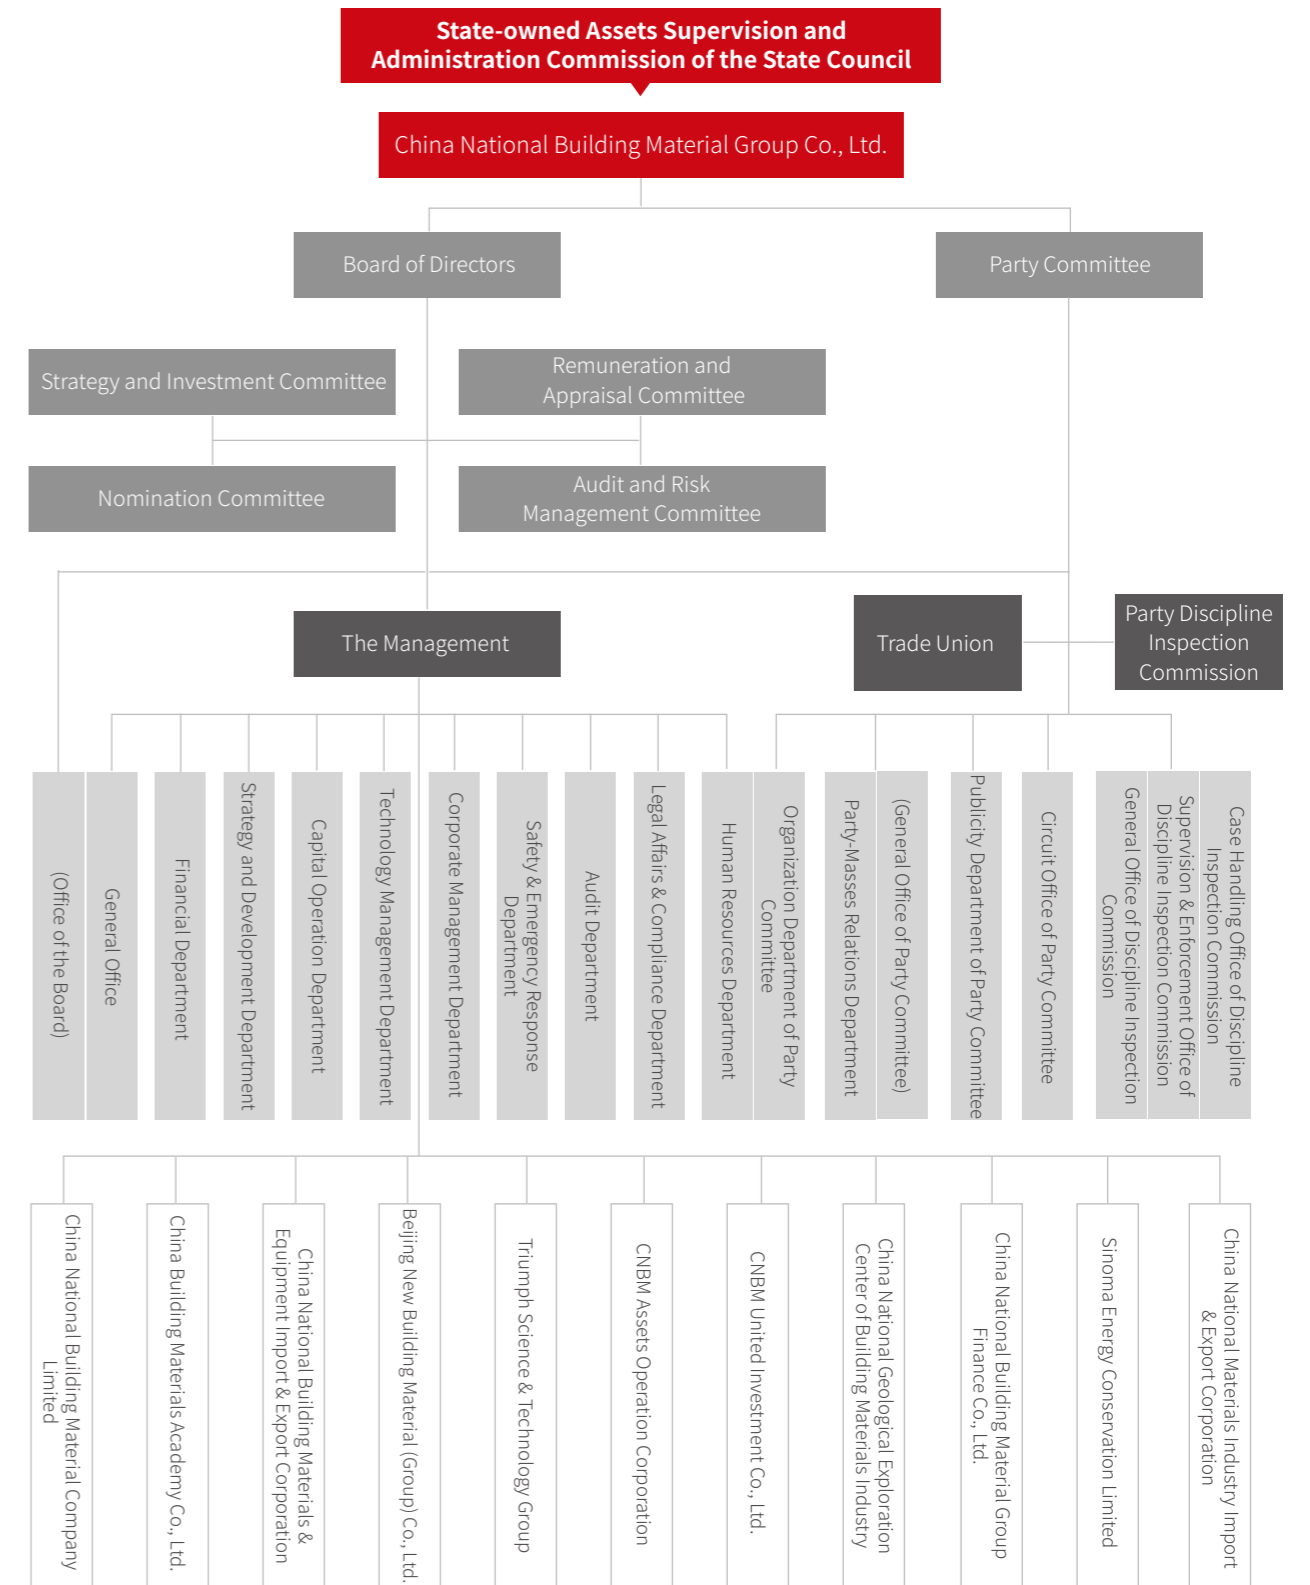 State-owned Assets Supervision and
Administration Commission of the State Council
China National Building Material Group Co., Ltd.
Board of Directors
Party Committee
Strategy and Investment Committee
Remuneration and
Appraisal Committee
Nomination Committee
Audit and Risk
Management Committee
The Management
Trade Union
Party Discipline
Inspection
Commission
(Office of the Board)
General Office
Financial Department
Strategy and Development Department
Capital Operation Department
Technology Management Department
Corporate Management Department
Safety & Emergency Response
Department
Audit Department
Legal Affairs & Compliance Department
Human Resources Department
Organization Department of Party
Committee
Party-Masses Relations Department
(General Office of Party Committee)
Publicity Department of Party Committee
Circuit Office of Party Committee
General Office of Discipline Inspection
Commission
Supervision & Enforcement Office of
Discipline Inspection Commission
Case Handling Office of Discipline
Inspection Commission
China National Building Material Company
Limited
China Building Materials Academy Co., Ltd.
China National Building Materials &
Equipment Import & Export Corporation
Beijing New Building Material (Group) Co., Ltd.
Triumph Science & Technology Group
CNBM Assets Operation Corporation
CNBM United Investment Co., Ltd.
China National Geological Exploration
Center of Building Materials Industry
China National Building Material Group
Finance Co., Ltd.
Sinoma Energy Conservation Limited
China National Materials Industry Import
& Export Corporation